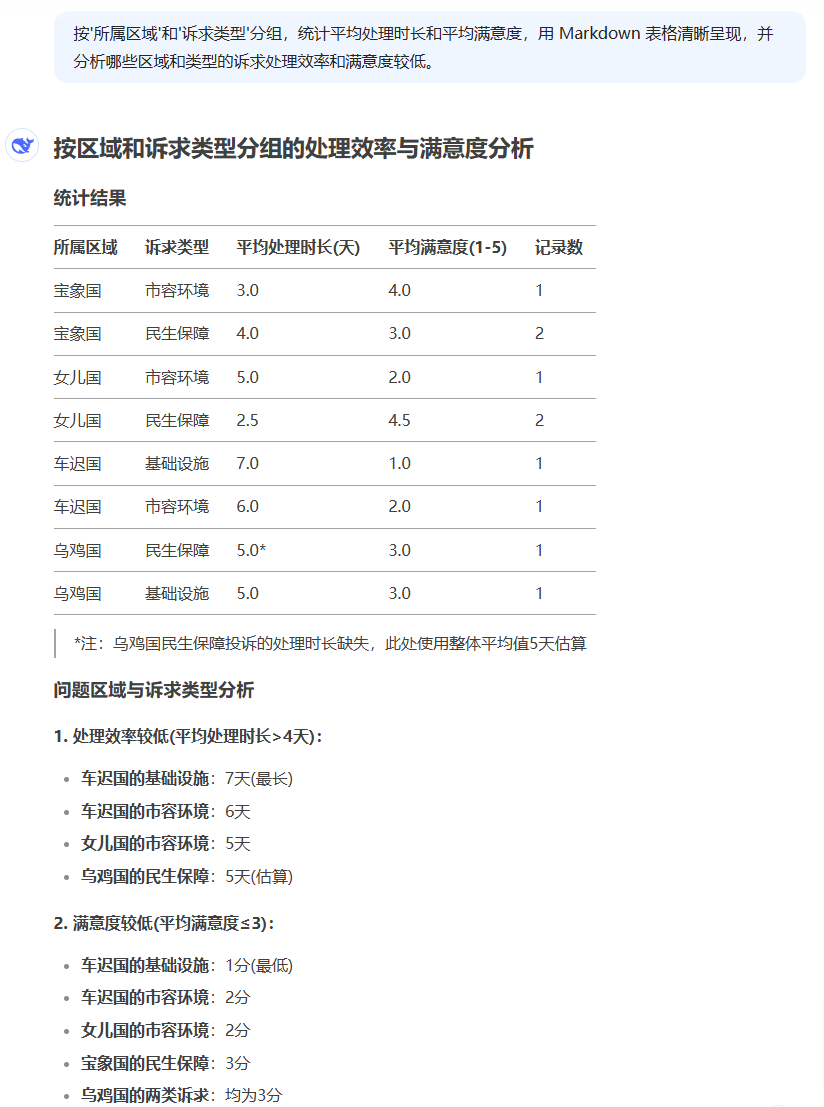 按'所属区域'和'诉求类型'分组，统计平均处理时长和平均满意度，用 Markdown 表格清晰呈现，并
分析哪些区域和类型的诉求处理效率和满意度较低。
按区域和诉求类型分组的处理效率与满意度分析
统计结果
所属区域 诉求类型 平均处理时长(天) 平均满意度(1-5) 记录数
宝象国 市容环境 3.0 4.0 1
宝象国 民生保障 4.0 3.0 2
女儿国 市容环境 5.0 2.0 1
女儿国 民生保障 2.5 4.5 2
车迟国 基础设施 7.0 1.0 1
车迟国 市容环境 6.0 2.0 1
乌鸡国 民生保障 5.0* 3.0 1
乌鸡国 基础设施 5.0 3.0 1
*注：乌鸡国民生保障投诉的处理时长缺失，此处使用整体平均值5天估算
问题区域与诉求类型分析
1. 处理效率较低(平均处理时长>4天)：
• 车迟国的基础设施：7天(最长)
• 车迟国的市容环境：6天
• 女儿国的市容环境：5天
• 乌鸡国的民生保障：5天(估算)
2. 满意度较低(平均满意度≤3)：
• 车迟国的基础设施：1分(最低)
• 车迟国的市容环境：2分
• 女儿国的市容环境：2分
• 宝象国的民生保障：3分
• 乌鸡国的两类诉求：均为3分